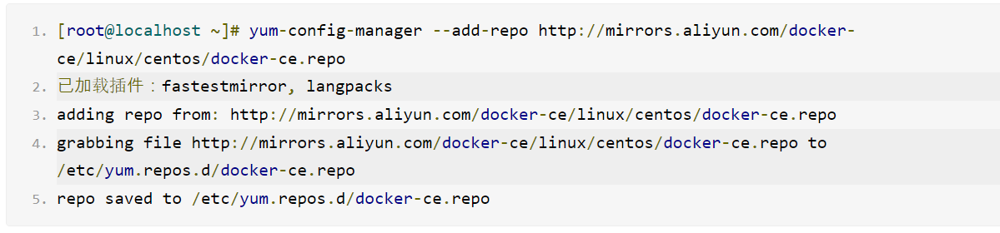 1. [root@localhost ~]# yum-config-manager --add-repo http://mirrors.aliyun.com/docker-
ce/linux/centos/docker-ce.repo
2. 已加载插件：fastestmirror, langpacks
3. adding repo from: http://mirrors.aliyun.com/docker-ce/linux/centos/docker-ce.repo
4. grabbing file http://mirrors.aliyun.com/docker-ce/linux/centos/docker-ce.repo to
/etc/yum.repos.d/docker-ce.repo
5. repo saved to /etc/yum.repos.d/docker-ce.repo